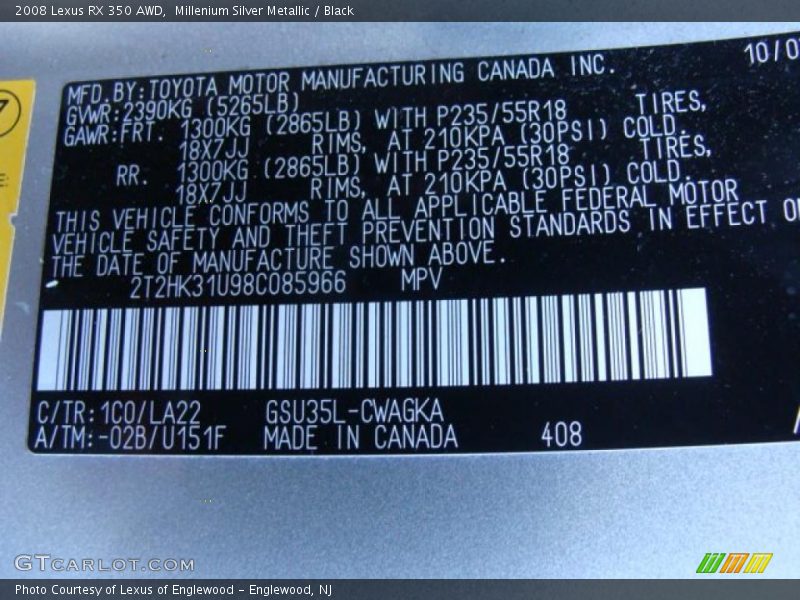 2008 Lexus RX 350 AWD,  Millenium Silver Metallic / Black
MFD. BY: TOYOTA MOTOR MANUFACTURING CANADA INC. 10/0
GVWR: 2390KG (5265LB)
GAWR: FRT. 1300KG (2865LB) WITH P235/55R18 TIRES,
18X7JJ RIMS, AT 210KPA (30PSI) COLD.
RR. 1300KG (2865LB) WITH P235/55R18 TIRES,
18X7JJ RIMS, AT 210KPA (30PSI) COLD.
THIS VEHICLE CONFORMS TO ALL APPLICABLE FEDERAL MOTOR
VEHICLE SAFETY AND THEFT PREVENTION STANDARDS IN EFFECT ON
THE DATE OF MANUFACTURE SHOWN ABOVE.
2T2HK31U98C085966 MPV
C/TR: 1C0/LA22 GSU35L-CWAGKA
A/TM: -02B/U151F MADE IN CANADA 408
GTCarLot.com
Photo Courtesy of Lexus of Englewood - Englewood, NJ